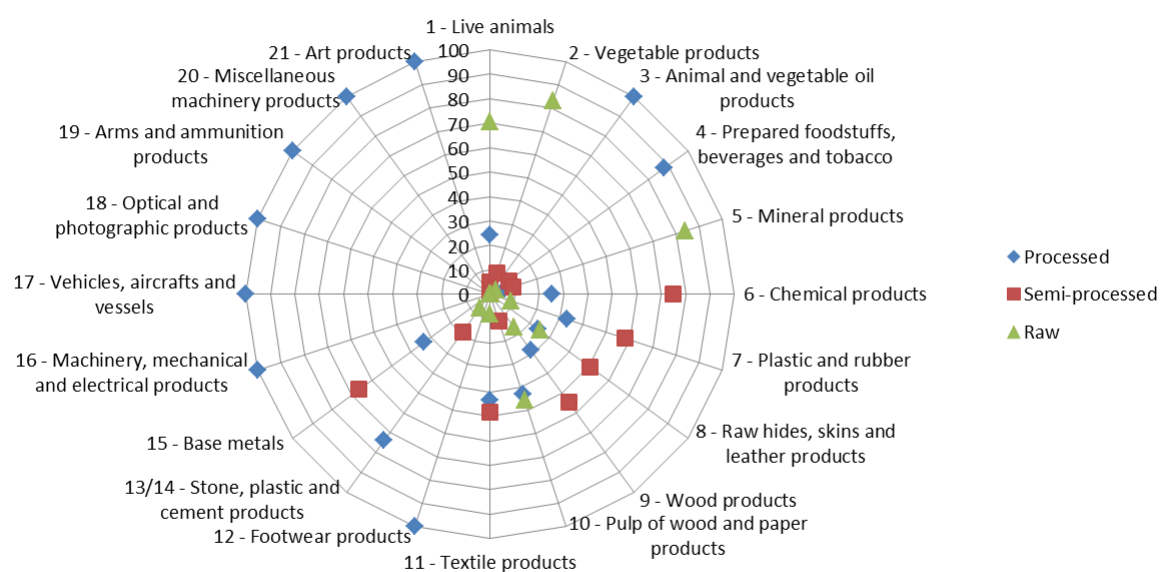 1 - Live animals
2 - Vegetable products
3 - Animal and vegetable oil
products
4 - Prepared foodstuffs,
beverages and tobacco
5 - Mineral products
6 - Chemical products
7 - Plastic and rubber
products
8 - Raw hides, skins and
leather products
9 - Wood products
10 - Pulp of wood and paper
products
11 - Textile products
12 - Footwear products
13/14 - Stone, plastic and
cement products
15 - Base metals
16 - Machinery, mechanical
and electrical products
17 - Vehicles, aircrafts and
vessels
18 - Optical and
photographic products
19 - Arms and ammunition
products
20 - Miscellaneous
machinery products
21 - Art products
100
90
80
70
60
50
40
30
20
10
0
Processed
Semi-processed
Raw